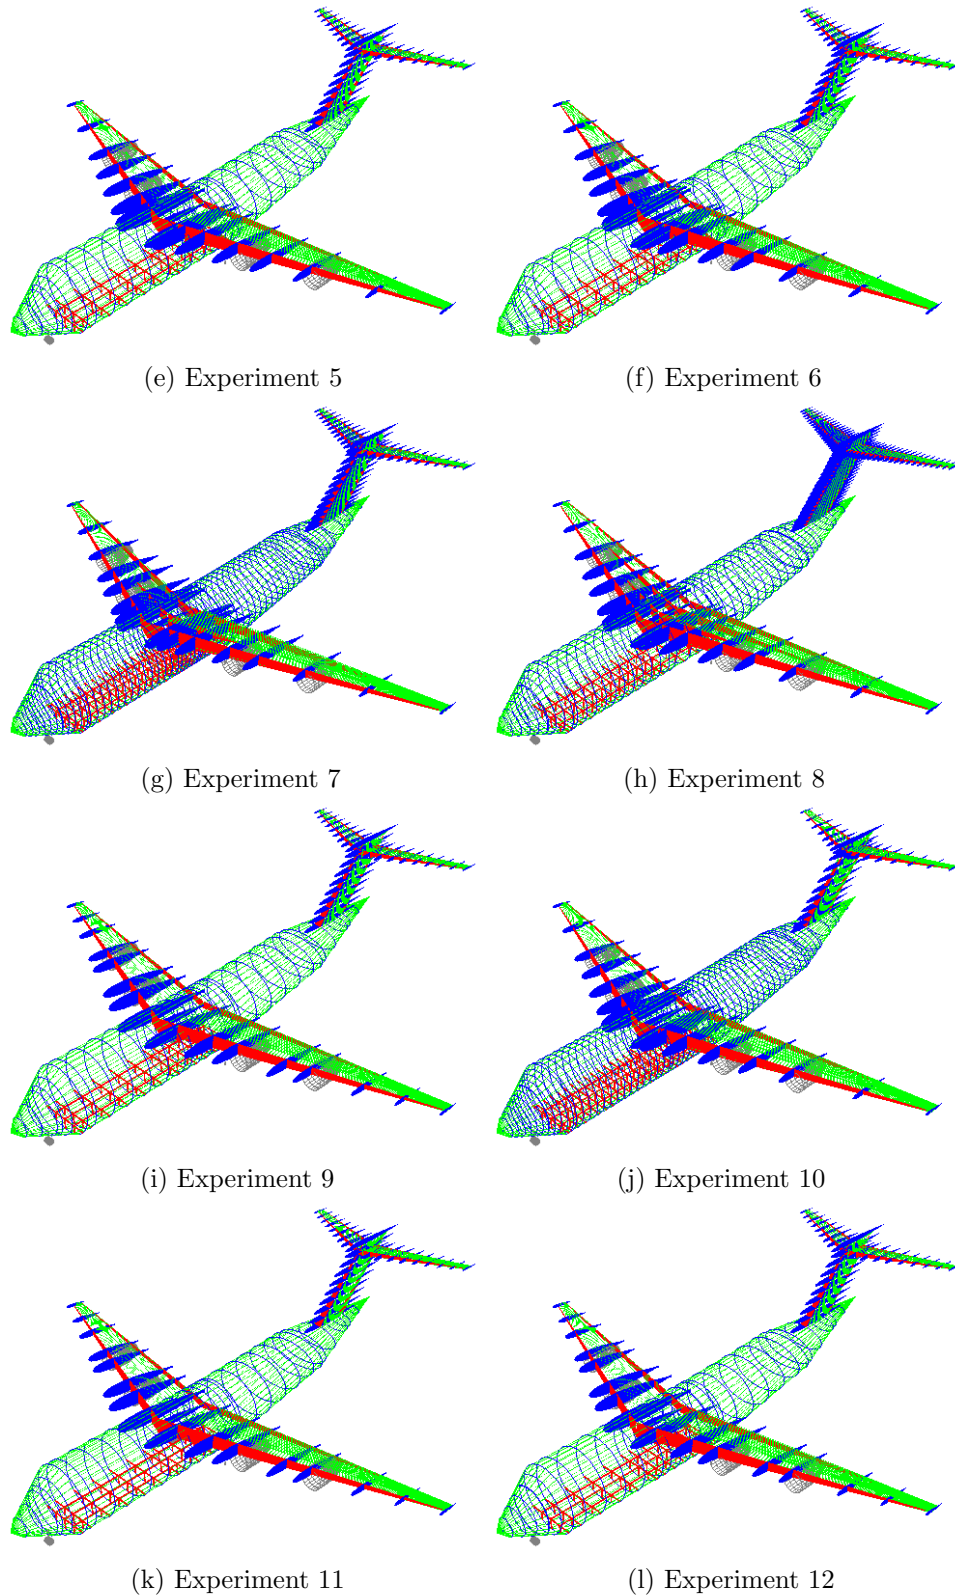 (e) Experiment 5
(f) Experiment 6
(g) Experiment 7
(h) Experiment 8
(i) Experiment 9
(j) Experiment 10
(k) Experiment 11
(l) Experiment 12